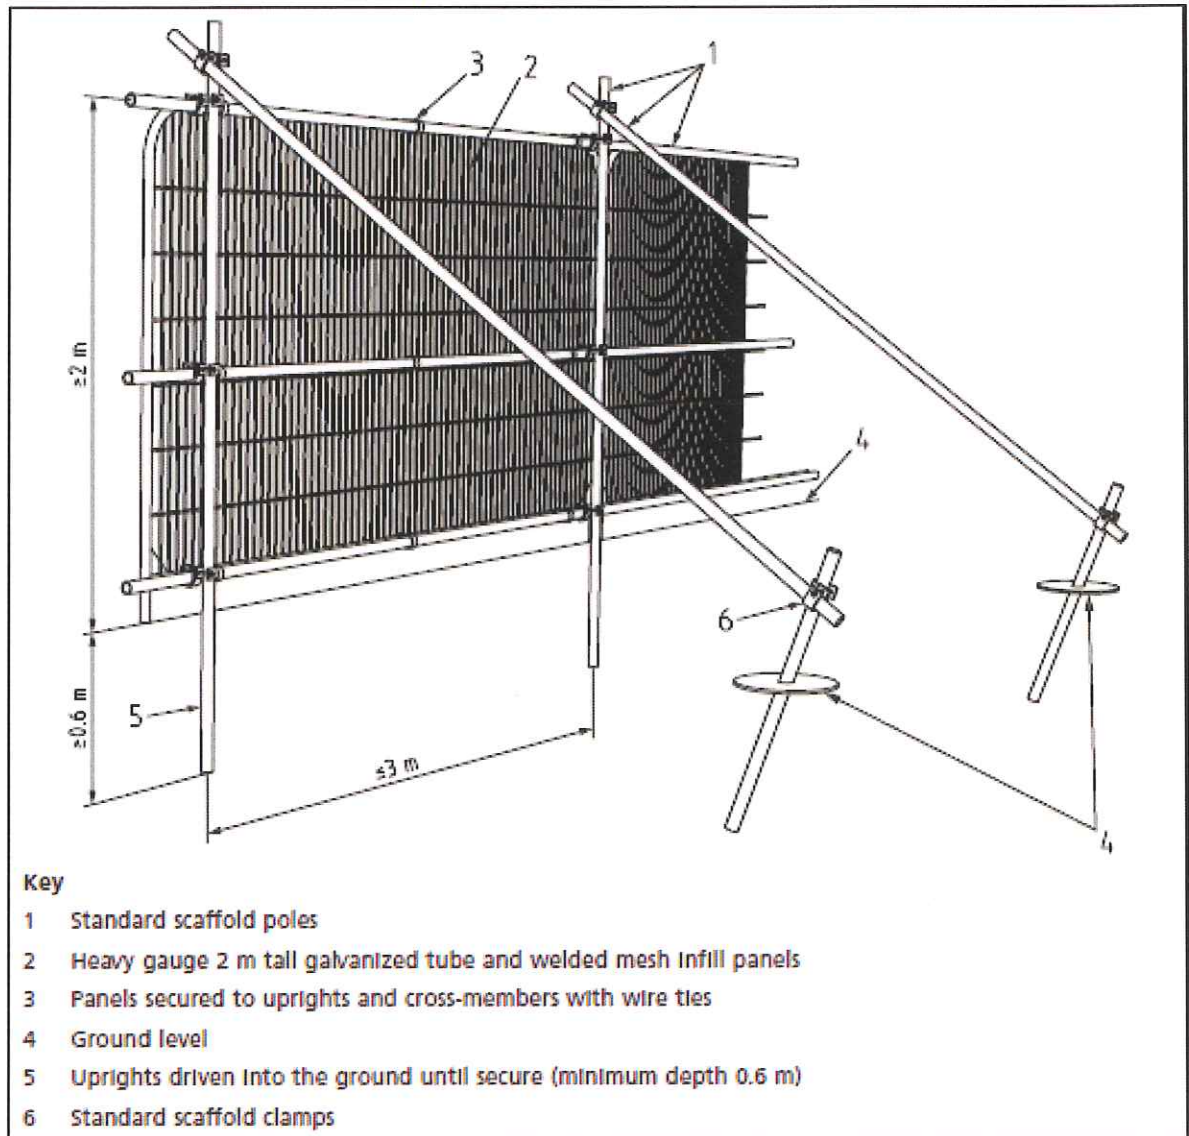 1
3
2
≥2 m
4
6
5
≥0.6 m
≤3 m
4
Key
1 Standard scaffold poles
2 Heavy gauge 2 m tall galvanized tube and welded mesh infill panels
3 Panels secured to uprights and cross-members with wire ties
4 Ground level
5 Uprights driven into the ground until secure (minimum depth 0.6 m)
6 Standard scaffold clamps